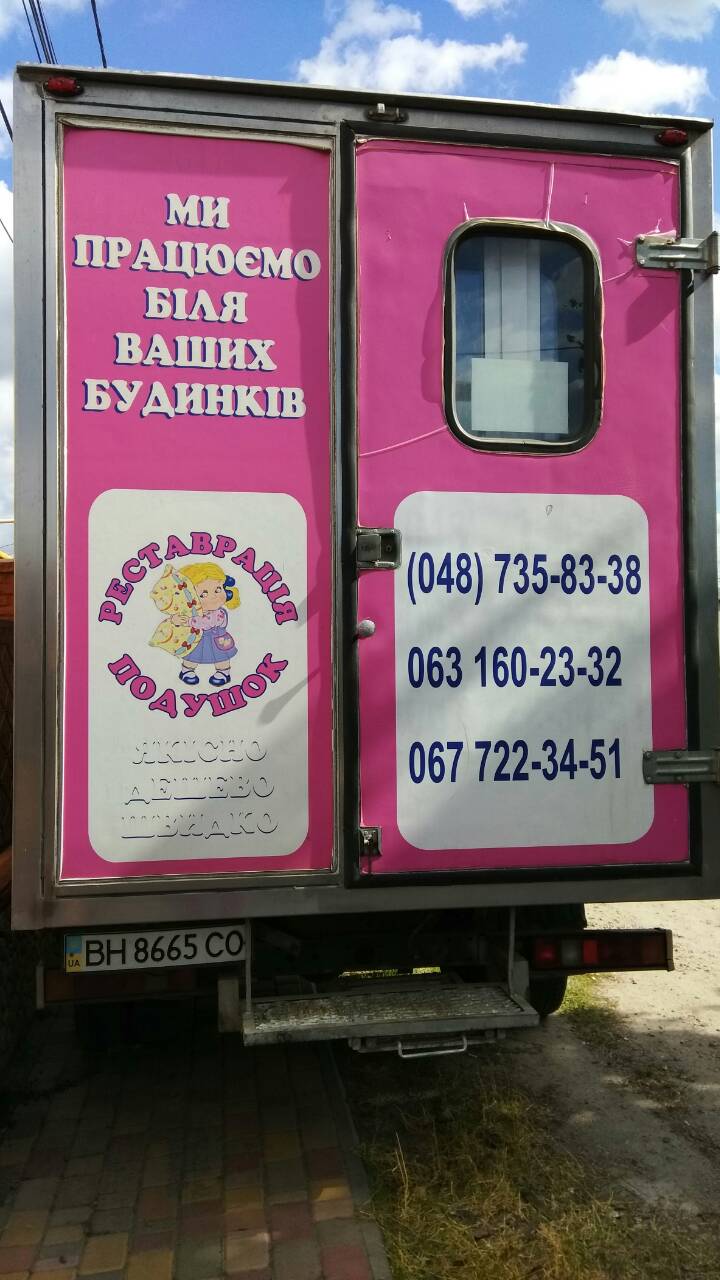 МИ
ПРАЦЮЄМО
БІЛЯ
ВАШИХ
БУДИНКІВ
РЕСТАВРАЦІЯ
ПОДУШОК
ЯКІСНО
ДЕШЕВО
ШВИДКО
(048) 735-83-38
063 160-23-32
067 722-34-51
UA BH 8665 CO